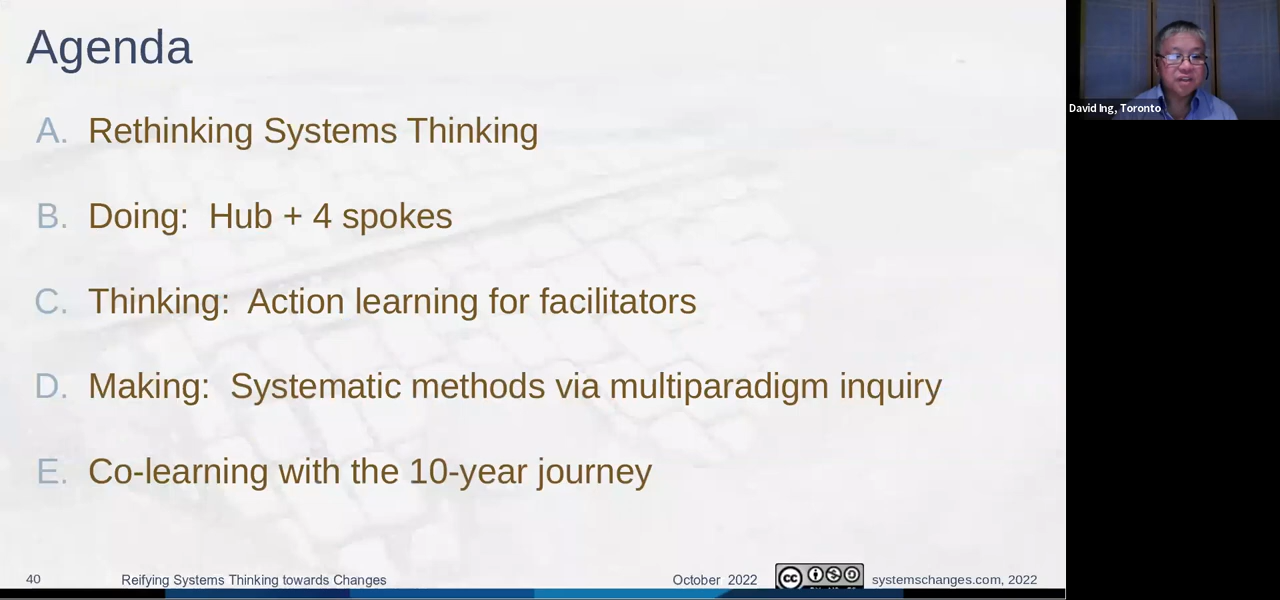 Agenda
A. Rethinking Systems Thinking
B. Doing: Hub + 4 spokes
C. Thinking: Action learning for facilitators
D. Making: Systematic methods via multiparadigm inquiry
E. Co-learning with the 10-year journey
40 Reifying Systems Thinking towards Changes October 2022 cc systemschanges.com, 2022
David Ing, Toronto